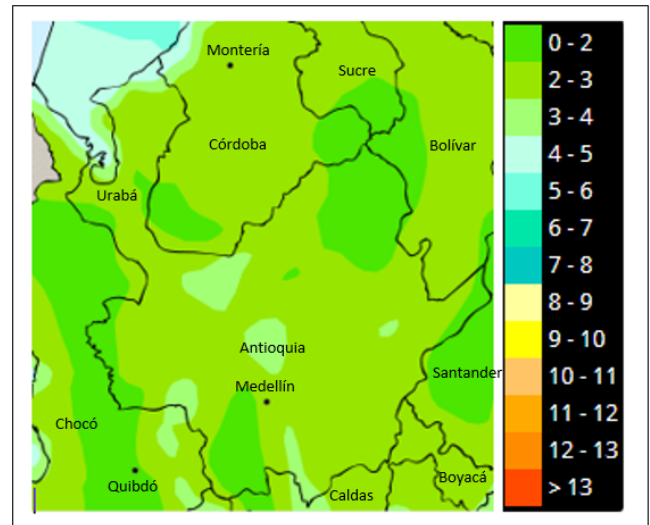 Montería
Sucre
Córdoba
Bolívar
Urabá
Antioquia
Medellín
Santander
Chocó
Quibdó
Caldas
Boyacá
0 - 2
2 - 3
3 - 4
4 - 5
5 - 6
6 - 7
7 - 8
8 - 9
9 - 10
10 - 11
11 - 12
12 - 13
> 13